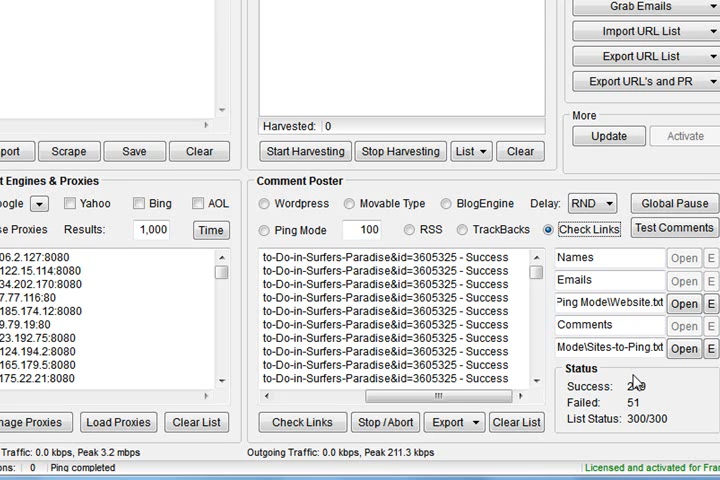 Grab Emails
Import URL List
Export URL List
Export URL's and PR
Harvested: 0
More
Update Activate
port Scrape Save Clear
Start Harvesting Stop Harvesting List Clear
t Engines & Proxies
Comment Poster
ogle Yahoo Bing AOL
Wordpress Movable Type BlogEngine Delay: RND Global Pause
se Proxies Results: 1,000 Time
Ping Mode 100 RSS TrackBacks Check Links Test Comments
06.2.127:8080
122.15.114:8080
34.202.170:8080
7.77.116:80
185.174.12:8080
9.79.19:80
23.192.75:8080
124.194.2:8080
165.179.5:8080
175.22.21:8080
to-Do-in-Surfers-Paradise&id=3605325 - Success
to-Do-in-Surfers-Paradise&id=3605325 - Success
to-Do-in-Surfers-Paradise&id=3605325 - Success
to-Do-in-Surfers-Paradise&id=3605325 - Success
to-Do-in-Surfers-Paradise&id=3605325 - Success
to-Do-in-Surfers-Paradise&id=3605325 - Success
to-Do-in-Surfers-Paradise&id=3605325 - Success
to-Do-in-Surfers-Paradise&id=3605325 - Success
to-Do-in-Surfers-Paradise&id=3605325 - Success
to-Do-in-Surfers-Paradise&id=3605325 - Success
Names Open E
Emails Open E
Ping Mode\Website.txt Open E
Comments Open E
Mode\Sites-to-Ping.txt Open E
Status
Success:
Failed: 51
List Status: 300/300
nage Proxies Load Proxies Clear List
Check Links Stop / Abort Export Clear List
Traffic: 0.0 kbps, Peak 3.2 mbps
Outgoing Traffic: 0.0 kbps, Peak 211.3 kbps
ons: 0 Ping completed
Licensed and activated for Fra